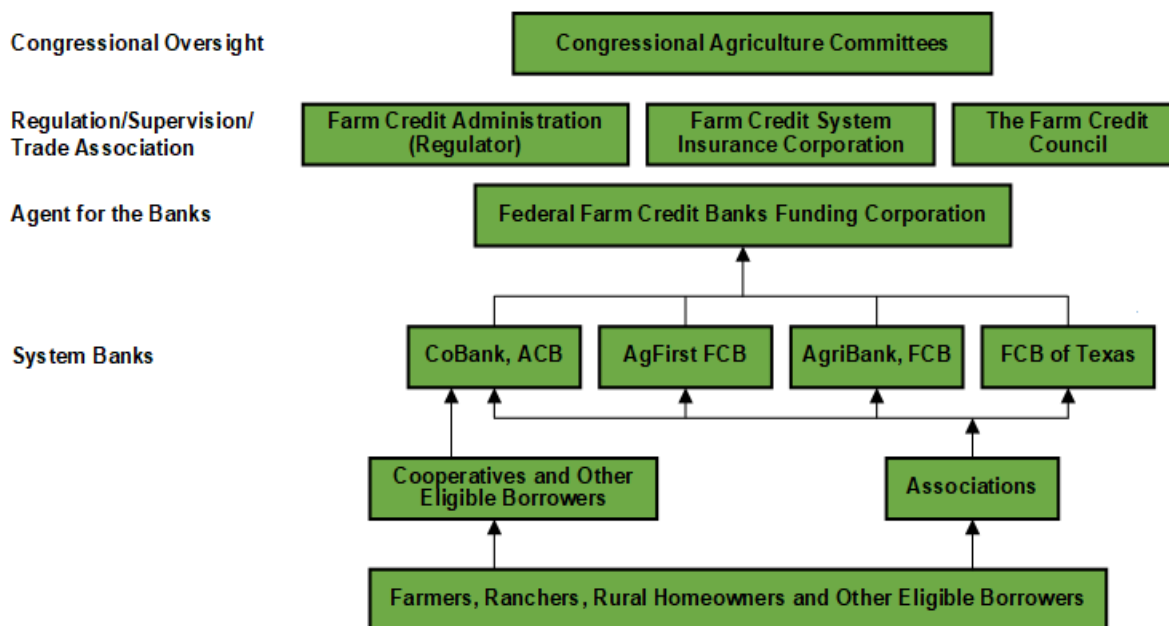 Congressional Oversight
Congressional Agriculture Committees
Regulation/Supervision/
Trade Association
Farm Credit Administration
(Regulator)
Farm Credit System
Insurance Corporation
The Farm Credit
Council
Agent for the Banks
Federal Farm Credit Banks Funding Corporation
System Banks
CoBank, ACB
AgFirst FCB
AgriBank, FCB
FCB of Texas
Cooperatives and Other
Eligible Borrowers
Associations
Farmers, Ranchers, Rural Homeowners and Other Eligible Borrowers